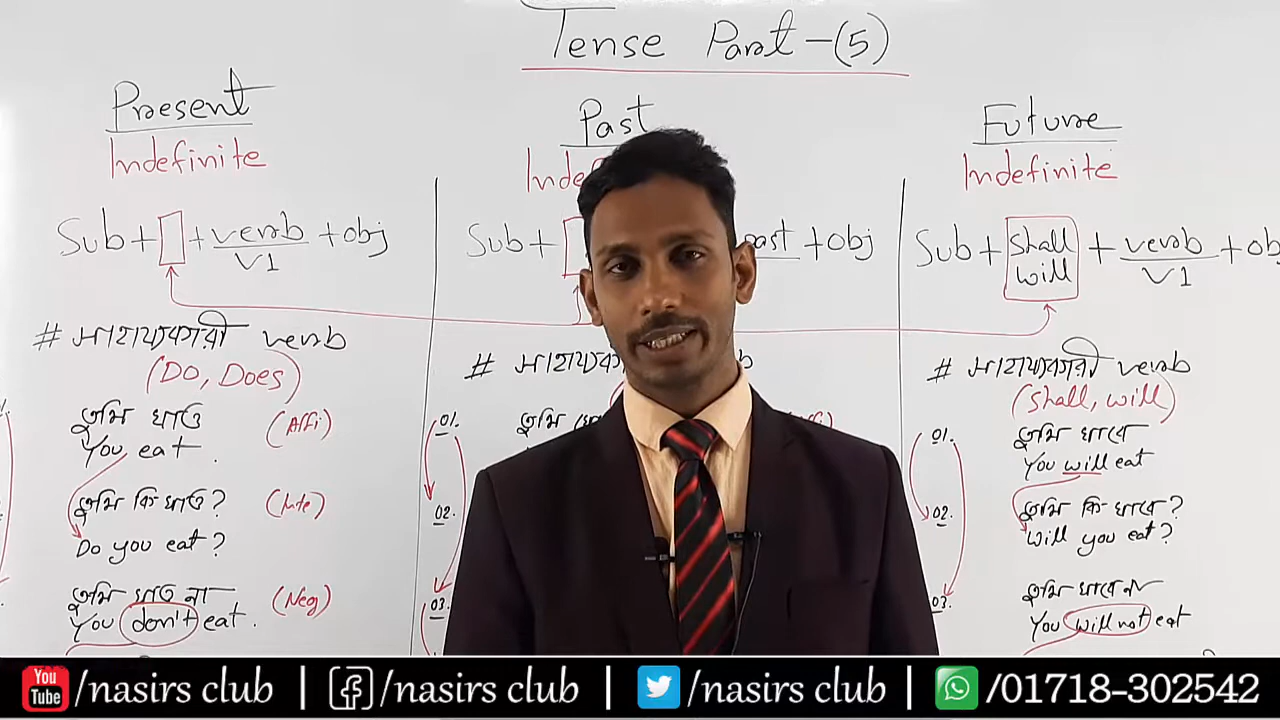 Tense Part-(5)
Present
Indefinite
Sub+ +verb+obj
V1
# সাহায্যকারী verb
(Do, Does)
তুমি খাও (Affi)
You eat.
তুমি কি খাও? (Inte)
Do you eat?
তুমি খাও না (Neg)
You don't eat.
Past
Sub+ +obj
#
01.
02.
03.
Future
Indefinite
Sub+ shall + verb + ob
will V1
# সাহায্যকারী verb
(shall, will)
01. তুমি খাবে
You will eat
02. তুমি কি খাবে?
Will you eat?
03. তুমি খাবে না
You will not eat
You Tube /nasirs club | /nasirs club | /nasirs club | /01718-302542